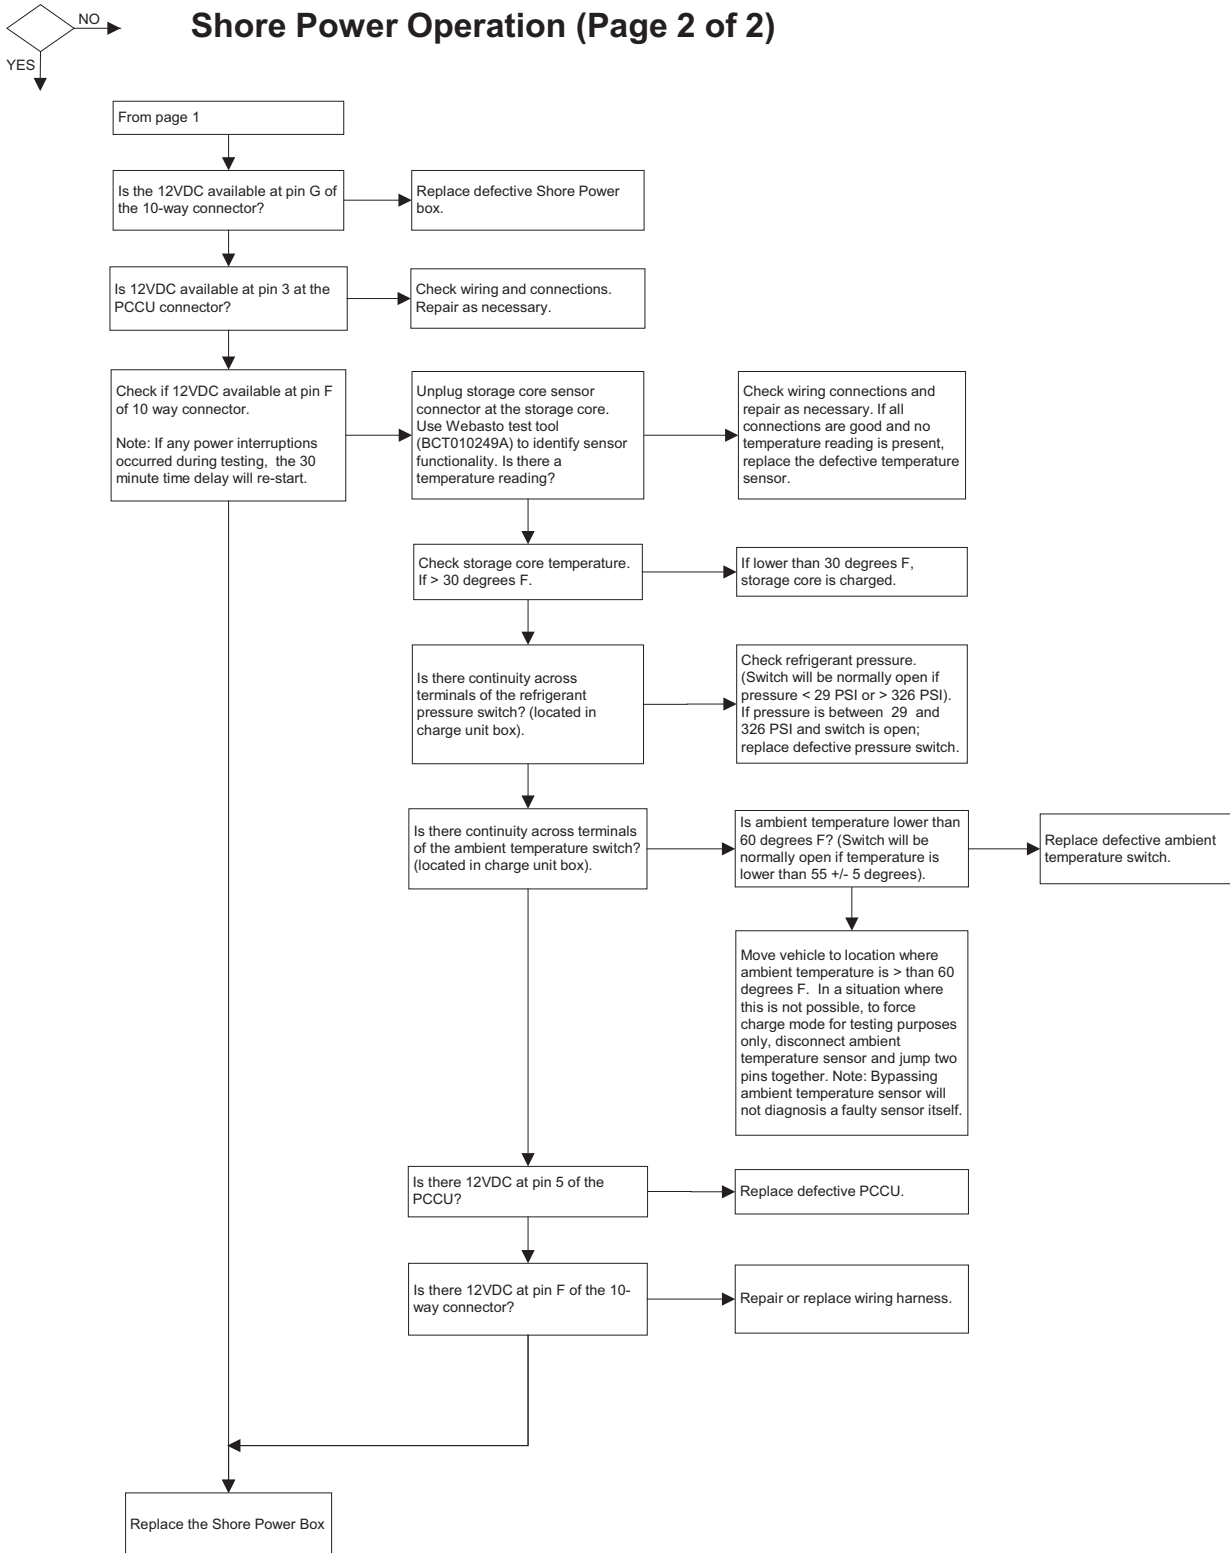 NO
Shore Power Operation (Page 2 of 2)
YES
From page 1
Is the 12VDC available at pin G of
the 10-way connector?
Replace defective Shore Power
box.
Is 12VDC available at pin 3 at the
PCCU connector?
Check wiring and connections.
Repair as necessary.
Check if 12VDC available at pin F
of 10 way connector.
Note: If any power interruptions
occurred during testing, the 30
minute time delay will re-start.
Unplug storage core sensor
connector at the storage core.
Use Webasto test tool
(BCT010249A) to identify sensor
functionality. Is there a
temperature reading?
Check wiring connections and
repair as necessary. If all
connections are good and no
temperature reading is present,
replace the defective temperature
sensor.
Check storage core temperature.
If > 30 degrees F.
If lower than 30 degrees F,
storage core is charged.
Is there continuity across
terminals of the refrigerant
pressure switch? (located in
charge unit box).
Check refrigerant pressure.
(Switch will be normally open if
pressure < 29 PSI or > 326 PSI).
If pressure is between 29 and
326 PSI and switch is open;
replace defective pressure switch.
Is there continuity across terminals
of the ambient temperature switch?
(located in charge unit box).
Is ambient temperature lower than
60 degrees F? (Switch will be
normally open if temperature is
lower than 55 +/- 5 degrees).
Replace defective ambient
temperature switch.
Move vehicle to location where
ambient temperature is > than 60
degrees F. In a situation where
this is not possible, to force
charge mode for testing purposes
only, disconnect ambient
temperature sensor and jump two
pins together. Note: Bypassing
ambient temperature sensor will
not diagnosis a faulty sensor itself.
Is there 12VDC at pin 5 of the
PCCU?
Replace defective PCCU.
Is there 12VDC at pin F of the 10-
way connector?
Repair or replace wiring harness.
Replace the Shore Power Box